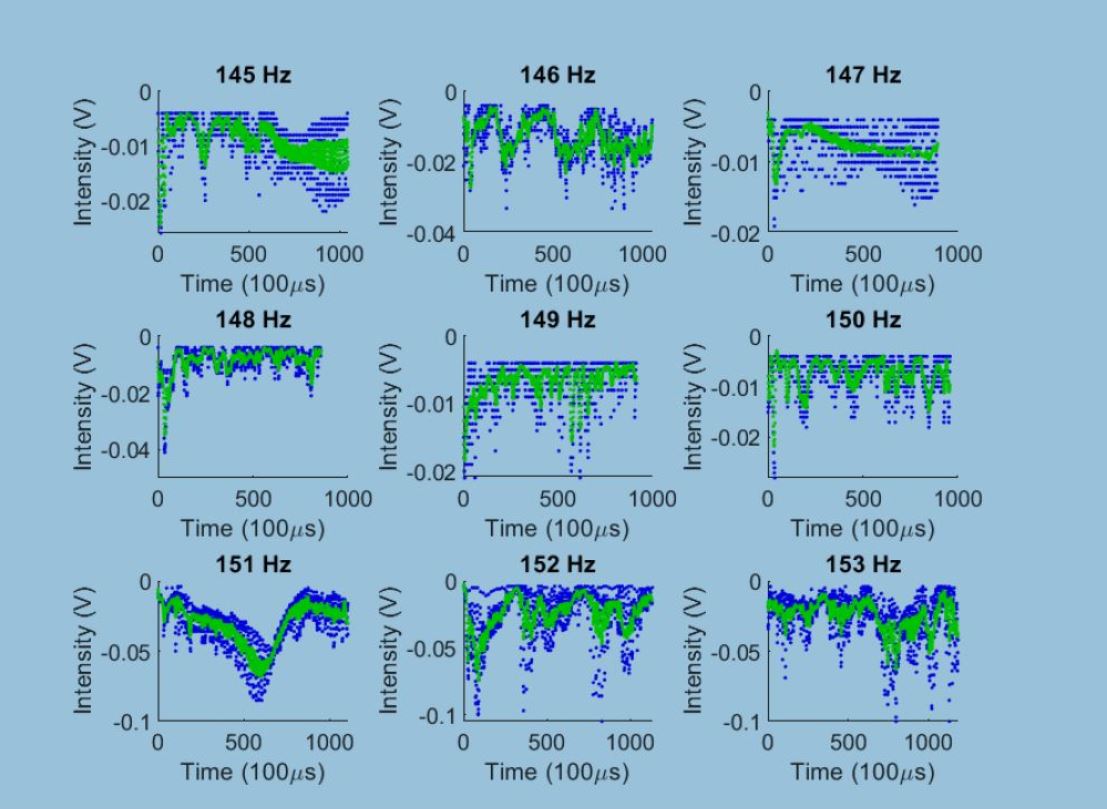 145 Hz 146 Hz 147 Hz
0 0 0
Intensity (V) Intensity (V) Intensity (V)
-0.01 -0.02 -0.01
-0.02 -0.04 -0.02
0 500 1000 0 500 1000 0 500 1000
Time (100μs) Time (100μs) Time (100μs)
148 Hz 149 Hz 150 Hz
0 0 0
Intensity (V) Intensity (V) Intensity (V)
-0.02 -0.01 -0.01
-0.04 -0.02 -0.02
0 500 1000 0 500 1000 0 500 1000
Time (100μs) Time (100μs) Time (100μs)
151 Hz 152 Hz 153 Hz
0 0 0
Intensity (V) Intensity (V) Intensity (V)
-0.05 -0.05 -0.05
-0.1 -0.1 -0.1
0 500 1000 0 500 1000 0 500 1000
Time (100μs) Time (100μs) Time (100μs)